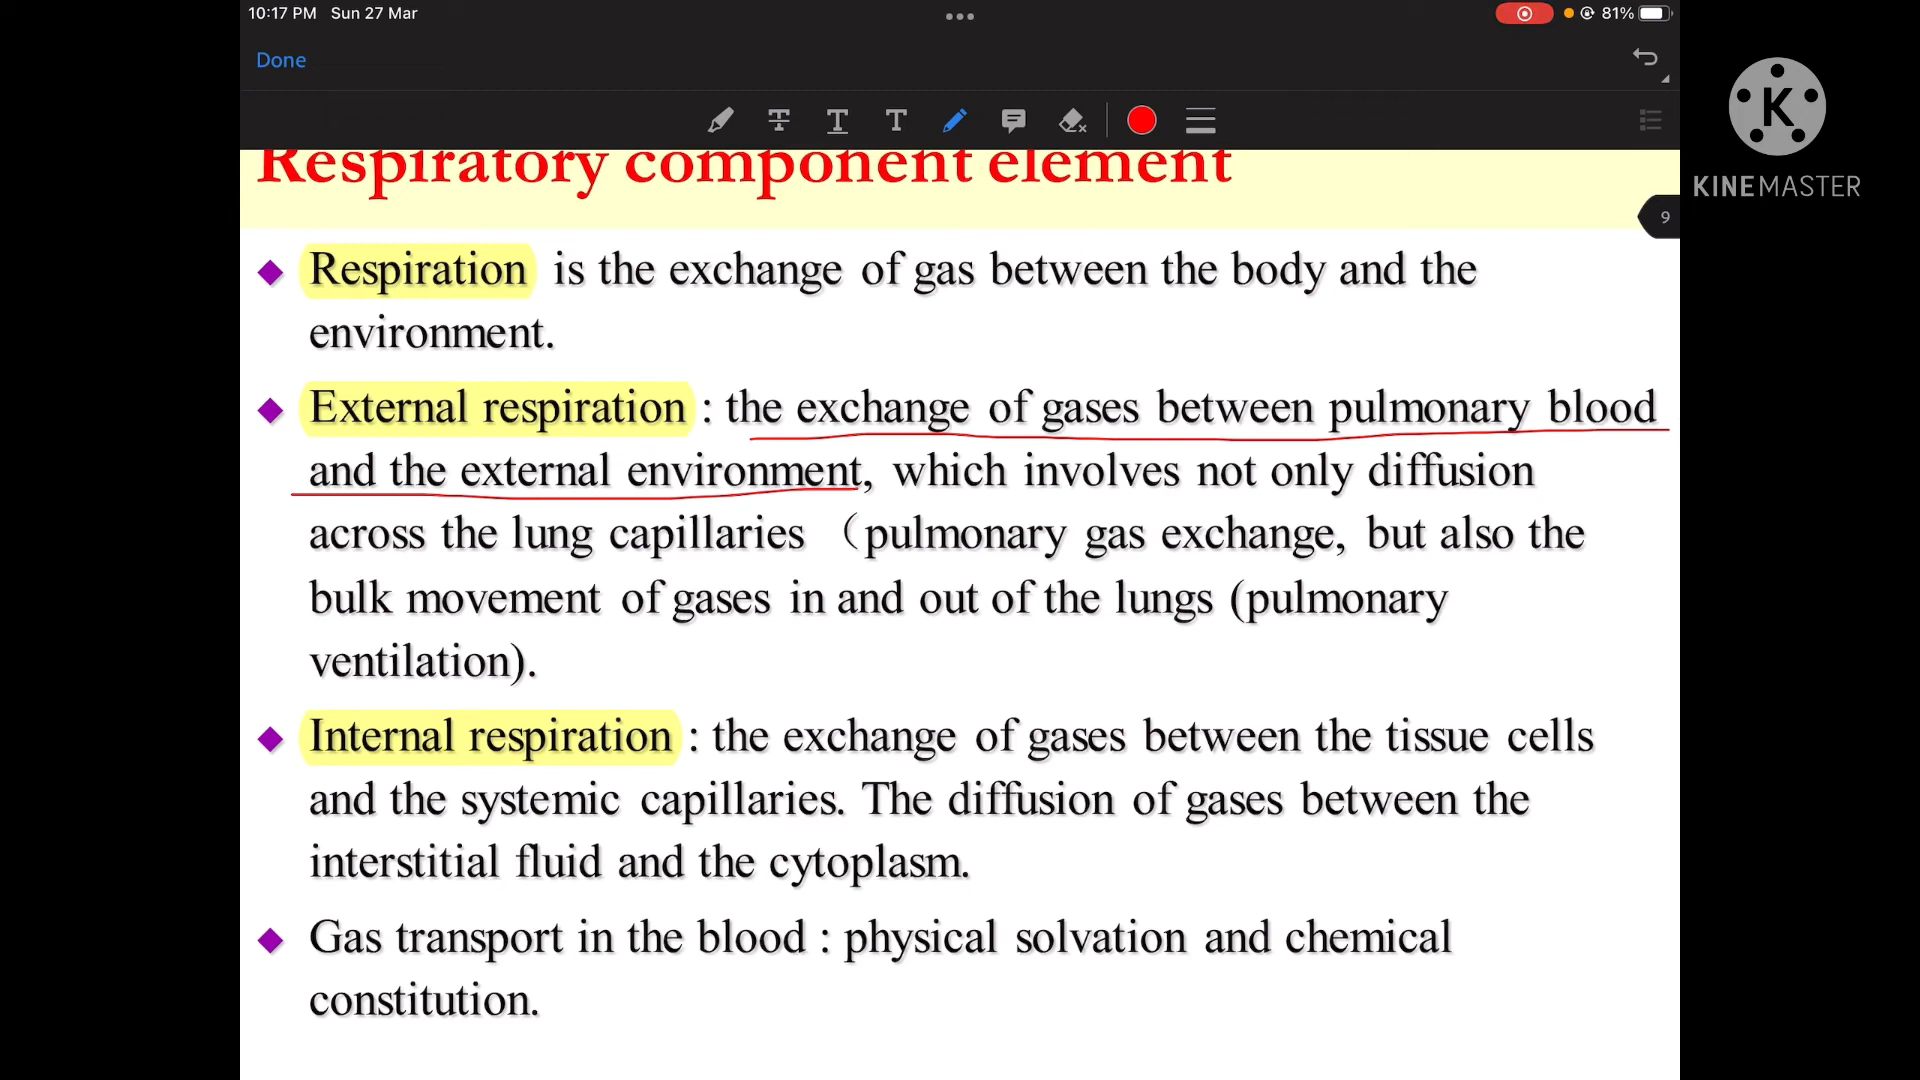 10:17 PM Sun 27 Mar
81%
Done
T T T
KINEMASTER
Respiratory component element
9
◆ Respiration is the exchange of gas between the body and the
environment.
◆ External respiration : the exchange of gases between pulmonary blood
and the external environment, which involves not only diffusion
across the lung capillaries （pulmonary gas exchange, but also the
bulk movement of gases in and out of the lungs (pulmonary
ventilation).
◆ Internal respiration : the exchange of gases between the tissue cells
and the systemic capillaries. The diffusion of gases between the
interstitial fluid and the cytoplasm.
◆ Gas transport in the blood : physical solvation and chemical
constitution.